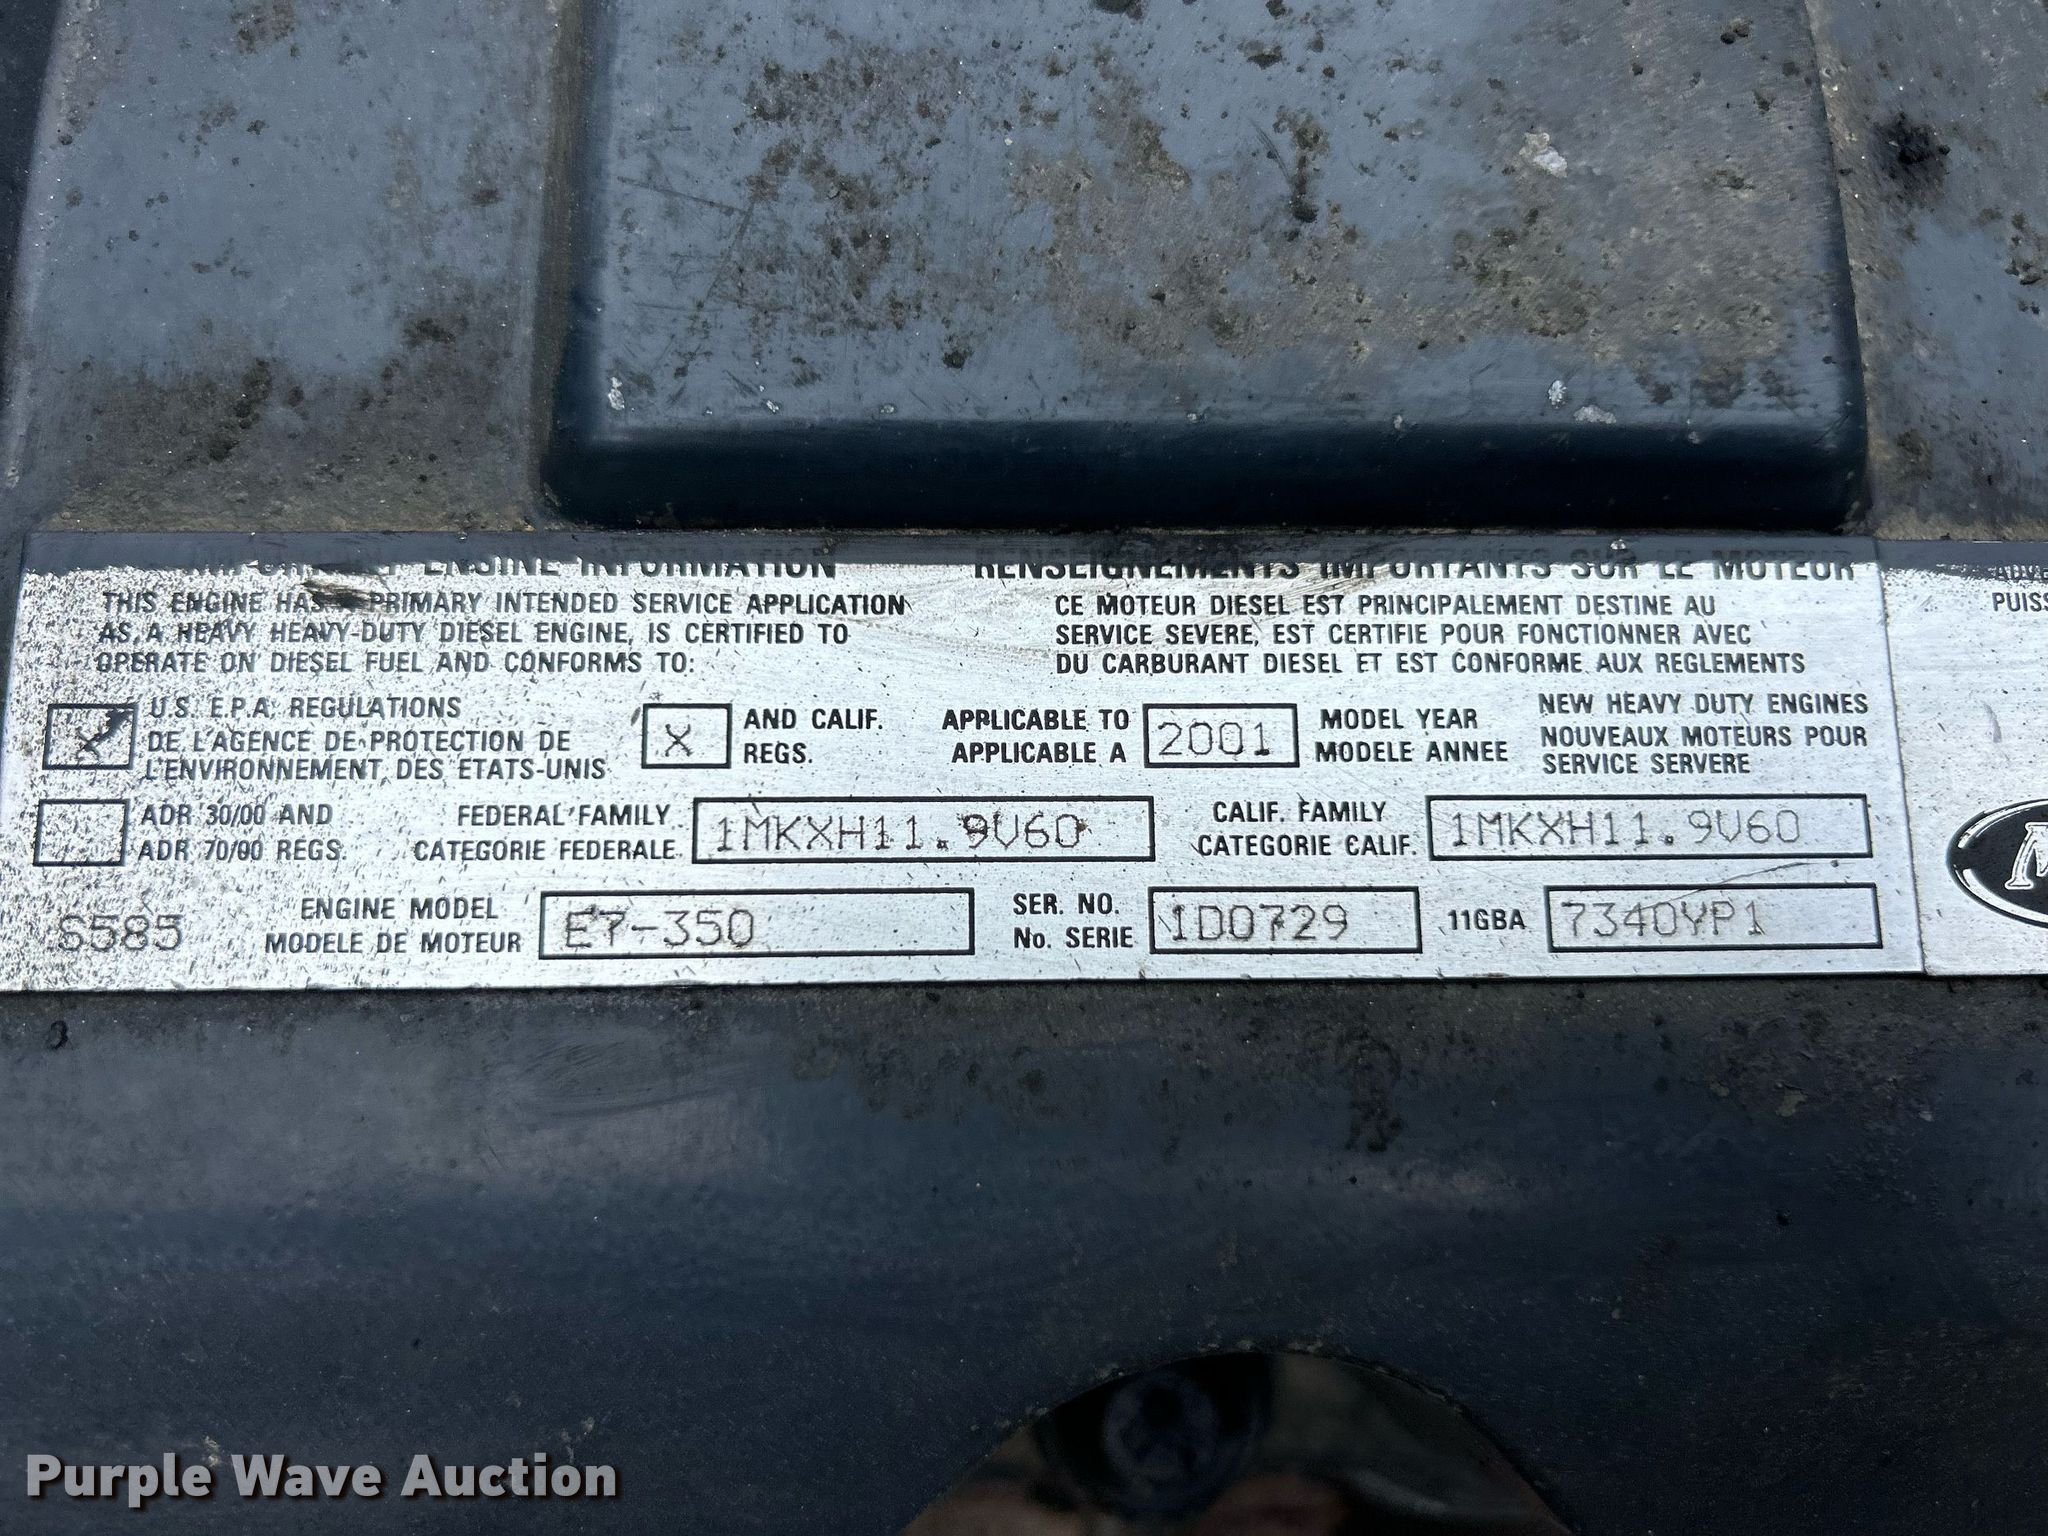 IMPORTANT ENGINE INFORMATION
THIS ENGINE HAS A PRIMARY INTENDED SERVICE APPLICATION
AS, A HEAVY HEAVY-DUTY DIESEL ENGINE, IS CERTIFIED TO
OPERATE ON DIESEL FUEL AND CONFORMS TO:
RENSEIGNEMENTS IMPORTANTS SUR LE MOTEUR
CE MOTEUR DIESEL EST PRINCIPALEMENT DESTINE AU
SERVICE SEVERE, EST CERTIFIE POUR FONCTIONNER AVEC
DU CARBURANT DIESEL ET EST CONFORME AUX REGLEMENTS
X U.S. E.P.A. REGULATIONS
DE L'AGENCE DE PROTECTION DE
L'ENVIRONNEMENT DES ETATS-UNIS
X AND CALIF.
REGS.
APPLICABLE TO
APPLICABLE A
2001
MODEL YEAR
MODELE ANNEE
NEW HEAVY DUTY ENGINES
NOUVEAUX MOTEURS POUR
SERVICE SERVERE
ADR 30/00 AND
ADR 70/00 REGS.
FEDERAL FAMILY
CATEGORIE FEDERALE
1MKXH11.9V60
CALIF. FAMILY
CATEGORIE CALIF.
1MKXH11.9V60
6585
ENGINE MODEL
MODELE DE MOTEUR
E7-350
SER. NO.
No. SERIE
1D0729
11GBA
7340YP1
PUISS
M
Purple Wave Auction